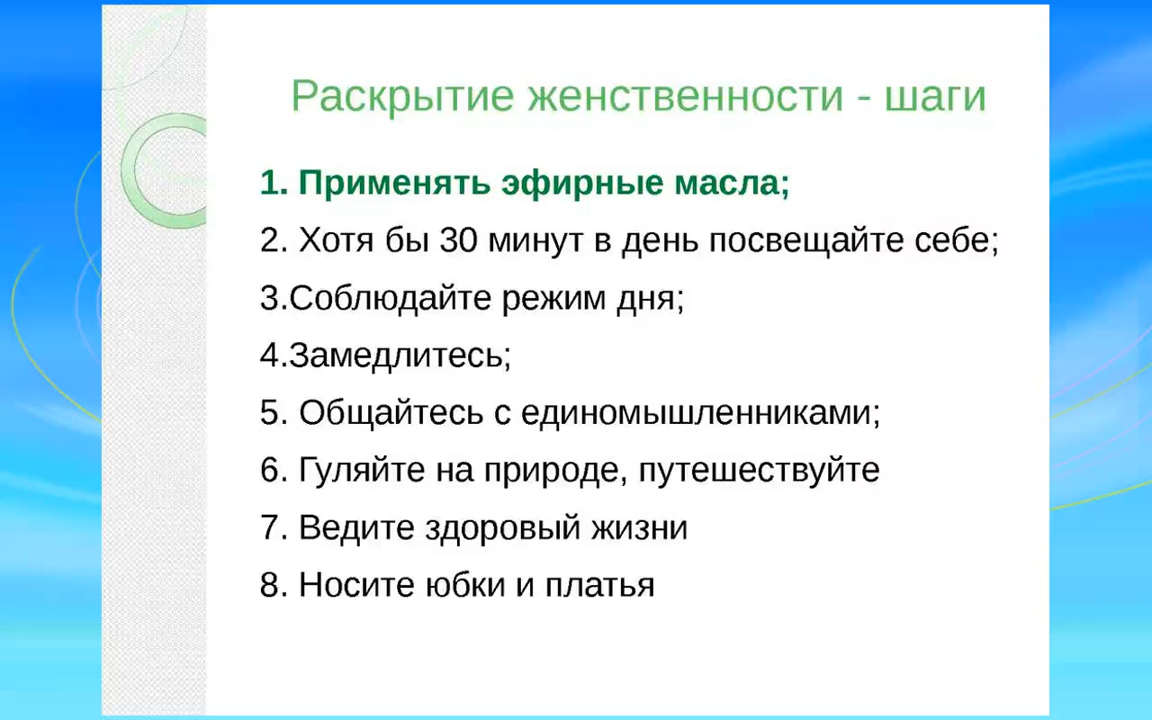 Раскрытие женственности - шаги
1. Применять эфирные масла;
2. Хотя бы 30 минут в день посвещайте себе;
3.Соблюдайте режим дня;
4.Замедлитесь;
5. Общайтесь с единомышленниками;
6. Гуляйте на природе, путешествуйте
7. Ведите здоровый жизни
8. Носите юбки и платья